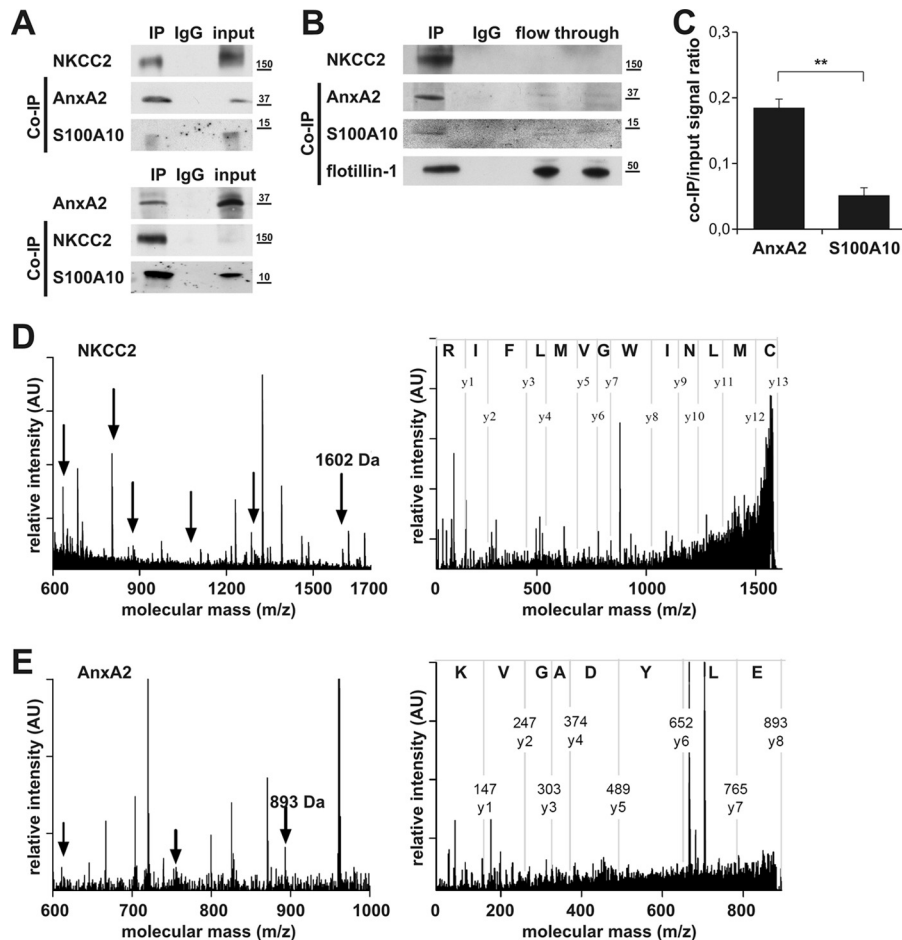 A
IP IgG input
NKCC2 150
Co-IP
AnxA2 37
S100A10 15
IP IgG input
AnxA2 37
Co-IP
NKCC2 150
S100A10 10
B
IP IgG flow through
NKCC2 150
Co-IP
AnxA2 37
S100A10 15
flotillin-1 50
C
co-IP/input signal ratio
0,3
0,2
0,1
0,0
**
AnxA2 S100A10
D
NKCC2
relative intensity (AU)
1602 Da
600 900 1200 1500 1700
molecular mass (m/z)
R I F L M V G W I N L M C
y1 y3 y5 y7 y9 y11 y13
y2 y4 y6 y8 y10 y12
relative intensity (AU)
0 500 1000 1500
molecular mass (m/z)
E
AnxA2
relative intensity (AU)
893 Da
600 700 800 900 1000
molecular mass (m/z)
K V G A D Y L E
247 374 652 893
y2 y4 y6 y8
147 303 489 765
y1 y3 y5 y7
relative intensity (AU)
0 200 400 600 800
molecular mass (m/z)